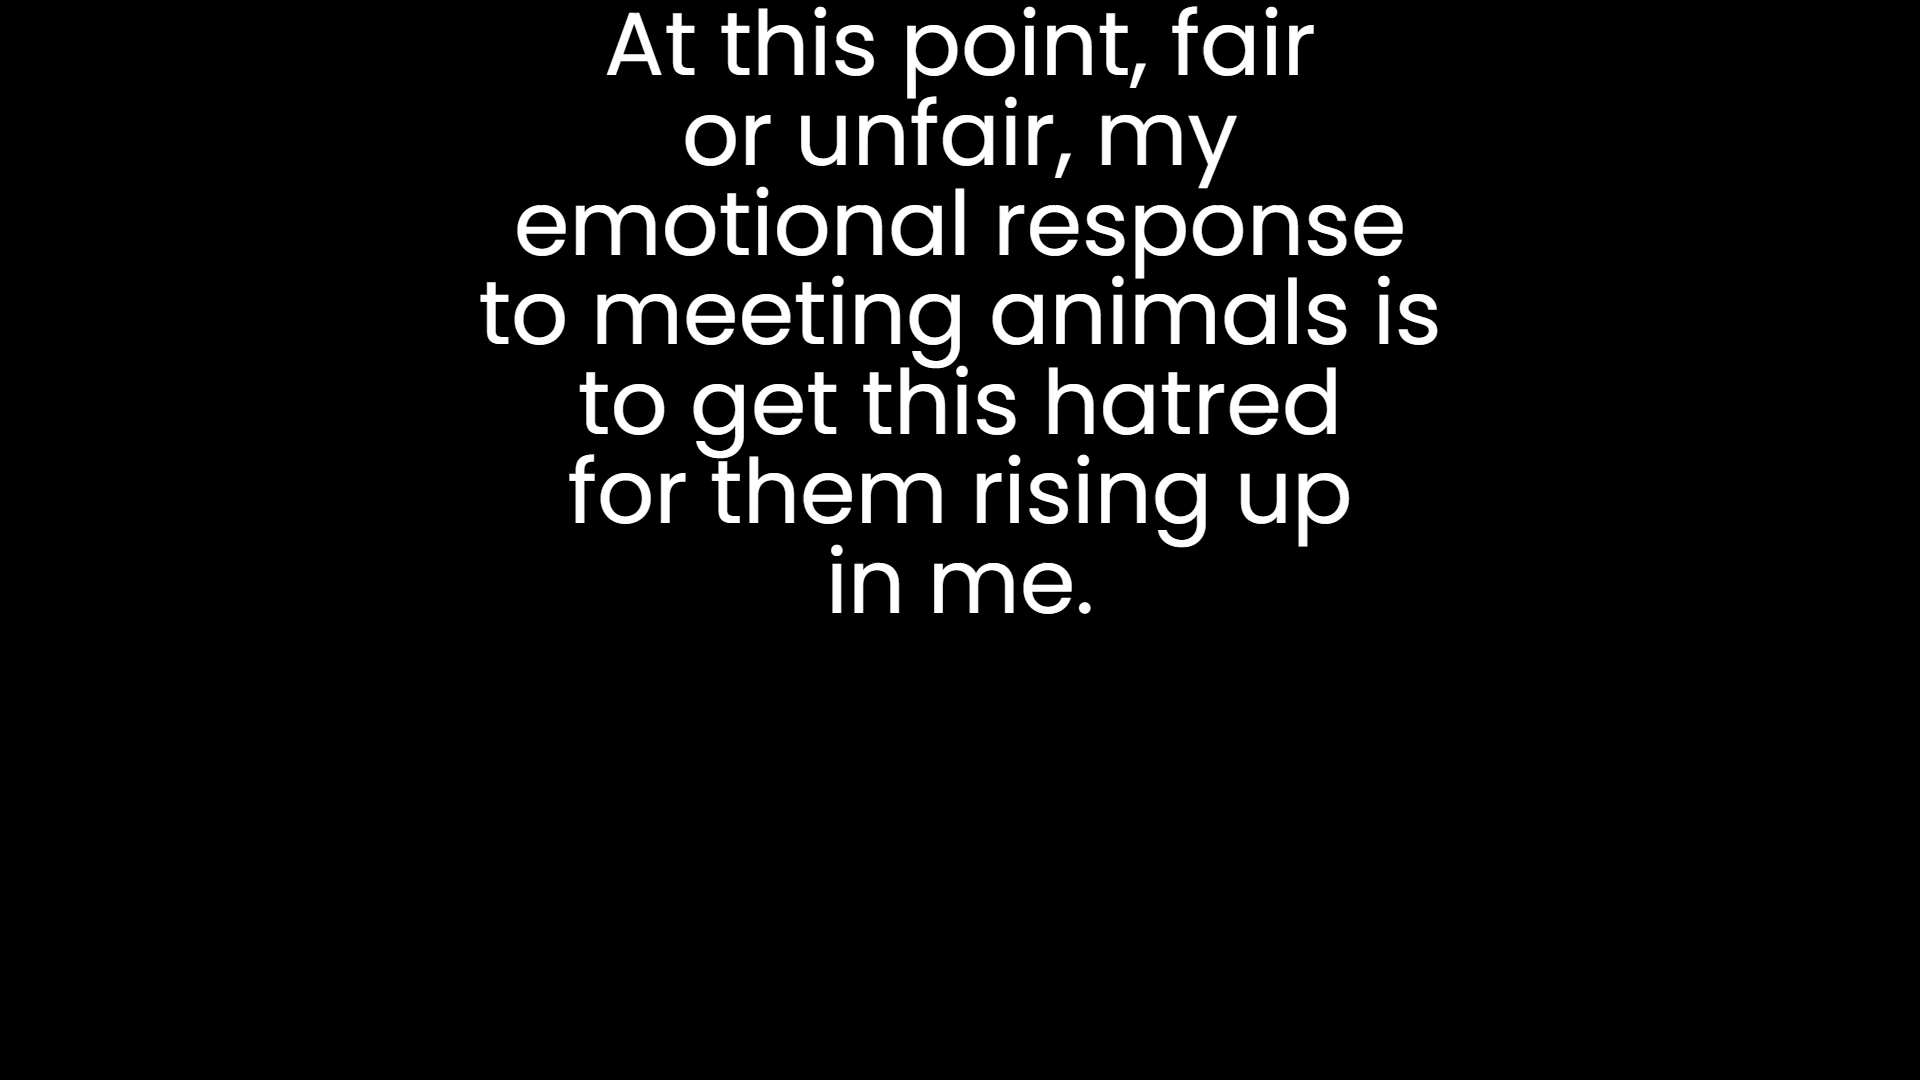 At this point, fair
or unfair, my
emotional response
to meeting animals is
to get this hatred
for them rising up
in me.